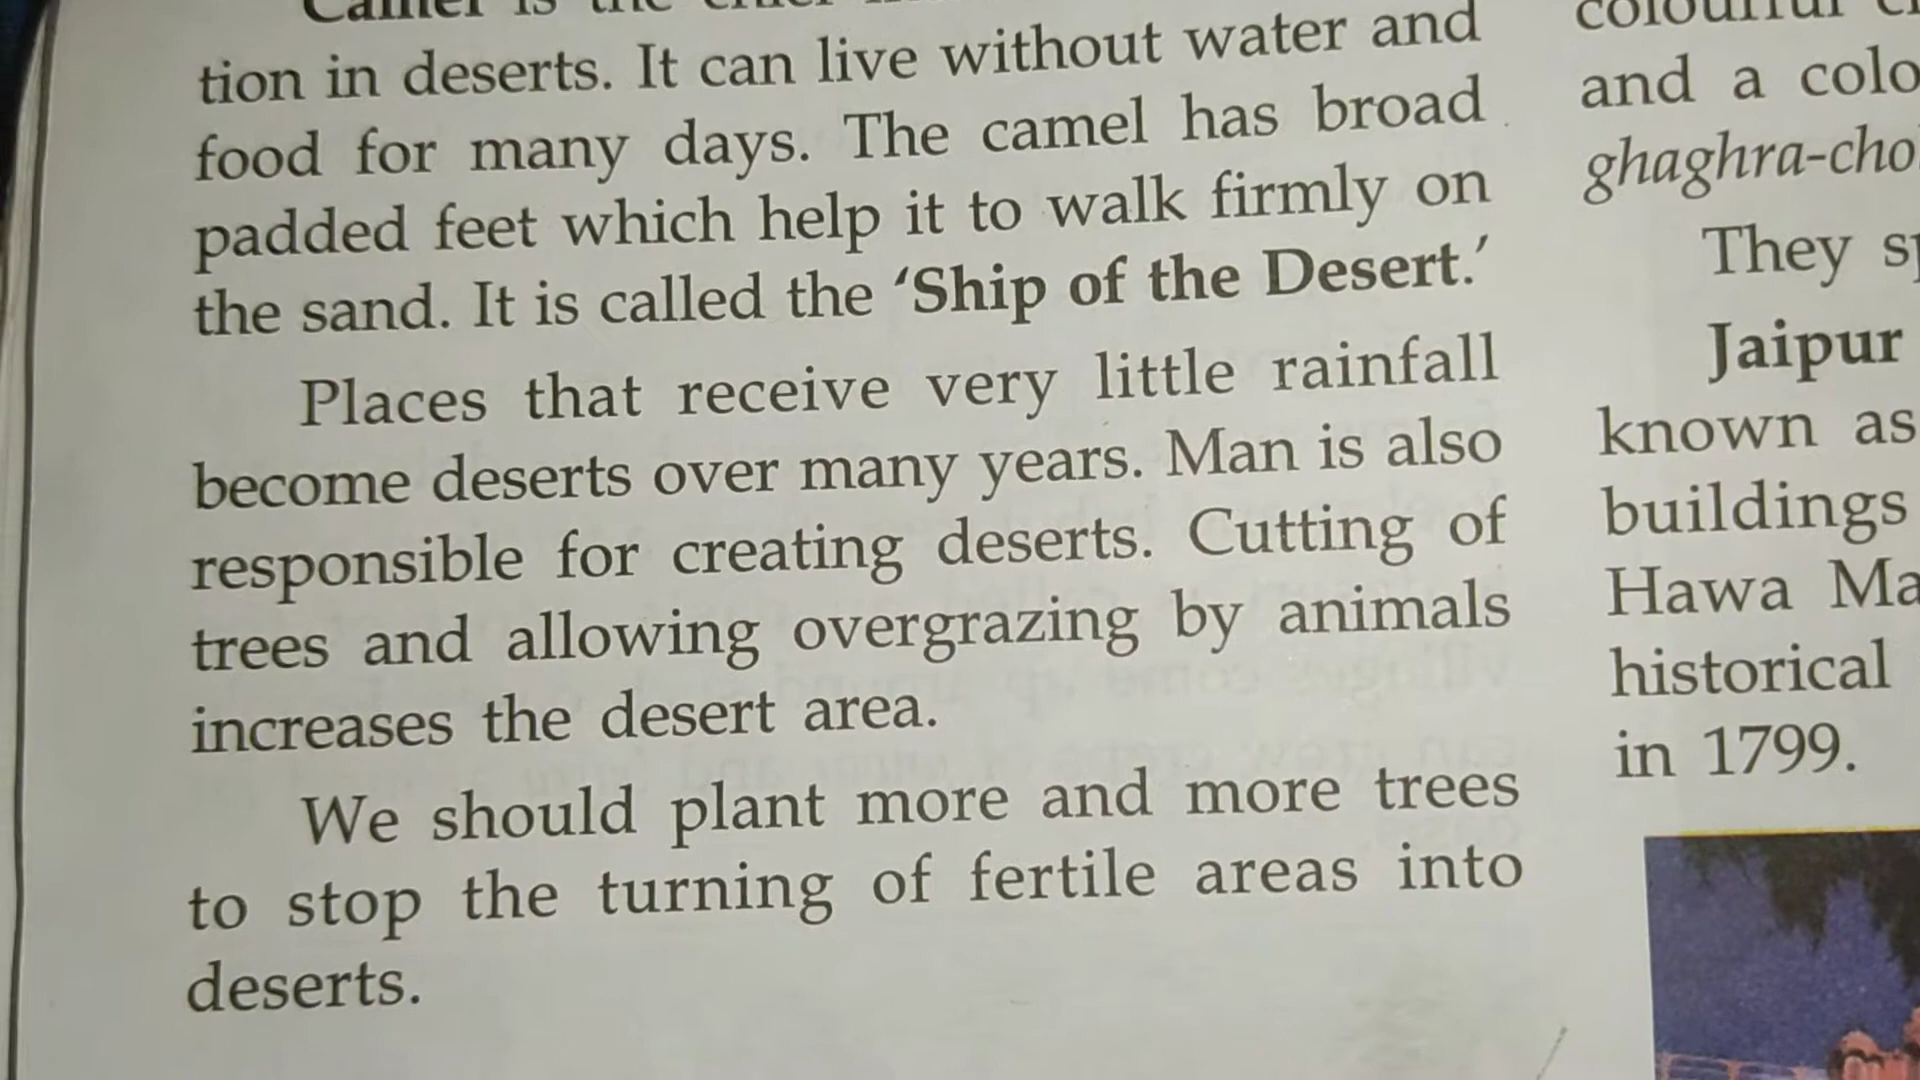 Camel is the
tion in deserts. It can live without water and
food for many days. The camel has broad
padded feet which help it to walk firmly on
the sand. It is called the ‘Ship of the Desert.’
Places that receive very little rainfall
become deserts over many years. Man is also
responsible for creating deserts. Cutting of
trees and allowing overgrazing by animals
increases the desert area.
We should plant more and more trees
to stop the turning of fertile areas into
deserts.
colourful
and a colo
ghaghra-cho
They
Jaipur
known as
buildings
Hawa Ma
historical
in 1799.